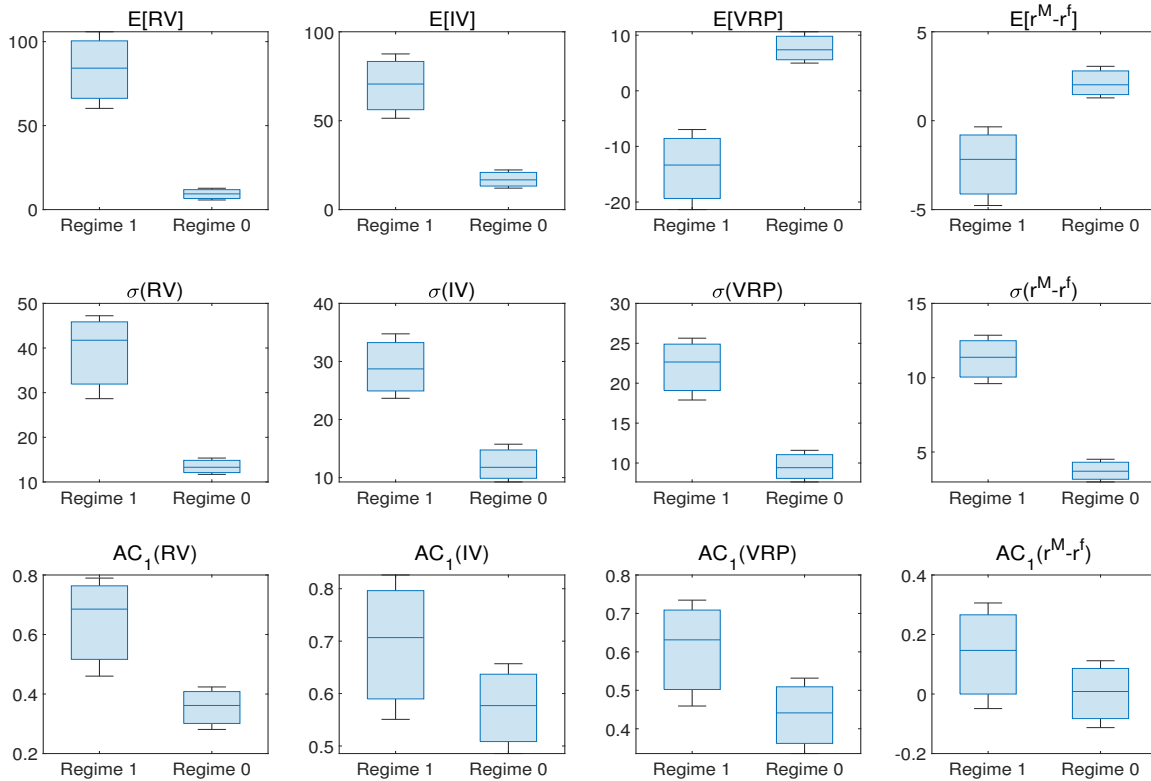 E[RV]
100
50
0
Regime 1 Regime 0
E[IV]
100
50
0
Regime 1 Regime 0
E[VRP]
10
0
-10
-20
Regime 1 Regime 0
E[r^M-r^f]
5
0
-5
Regime 1 Regime 0
σ(RV)
50
40
30
20
10
Regime 1 Regime 0
σ(IV)
40
30
20
10
Regime 1 Regime 0
σ(VRP)
30
25
20
15
10
Regime 1 Regime 0
σ(r^M-r^f)
15
10
5
Regime 1 Regime 0
AC_1(RV)
0.8
0.6
0.4
0.2
Regime 1 Regime 0
AC_1(IV)
0.8
0.7
0.6
0.5
Regime 1 Regime 0
AC_1(VRP)
0.8
0.7
0.6
0.5
0.4
Regime 1 Regime 0
AC_1(r^M-r^f)
0.4
0.2
0
-0.2
Regime 1 Regime 0